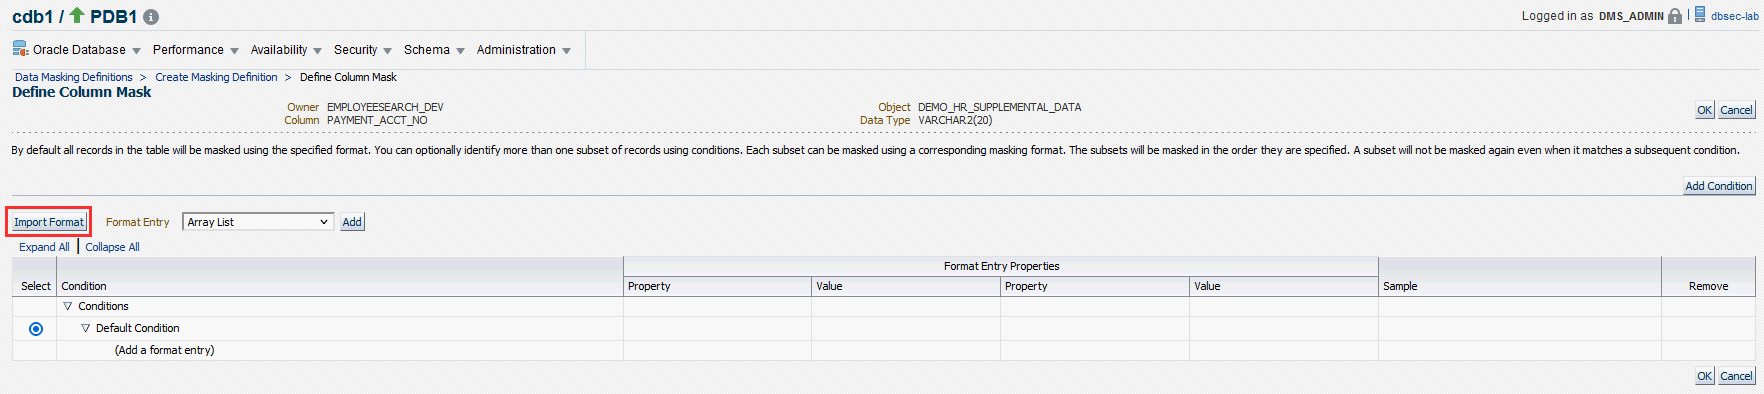 cdb1 / PDB1
Logged in as DMS_ADMIN | dbsec-lab
Oracle Database Performance Availability Security Schema Administration
Data Masking Definitions > Create Masking Definition > Define Column Mask
Define Column Mask
Owner EMPLOYEESEARCH_DEV Object DEMO_HR_SUPPLEMENTAL_DATA
OK Cancel
Column PAYMENT_ACCT_NO Data Type VARCHAR2(20)
By default all records in the table will be masked using the specified format. You can optionally identify more than one subset of records using conditions. Each subset can be masked using a corresponding masking format. The subsets will be masked in the order they are specified. A subset will not be masked again even when it matches a subsequent condition.
Add Condition
Import Format Format Entry Array List Add
Expand All | Collapse All
Format Entry Properties
Select Condition Property Value Property Value Sample Remove
Conditions
Default Condition
(Add a format entry)
OK Cancel